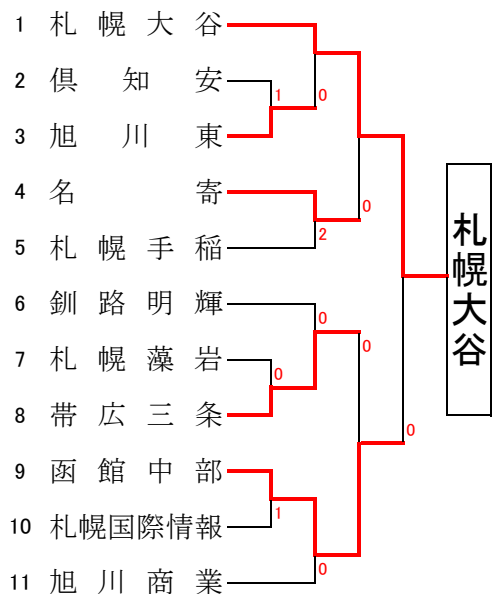 1 札幌大谷
2 倶知安
3 旭川東
4 名寄
5 札幌手稲
6 釧路明輝
7 札幌藻岩
8 帯広三条
9 函館中部
10 札幌国際情報
11 旭川商業
1
0
0
2
0
0
0
0
1
0
札幌大谷